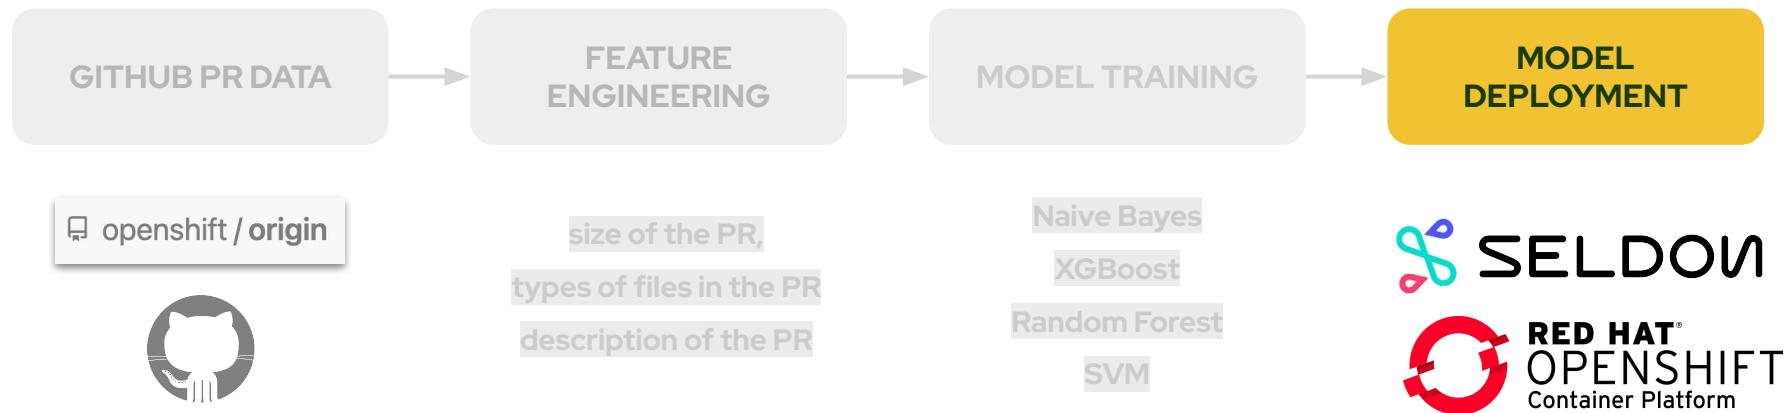 GITHUB PR DATA
FEATURE
ENGINEERING
MODEL TRAINING
MODEL
DEPLOYMENT
openshift / origin
size of the PR,
types of files in the PR
description of the PR
Naive Bayes
XGBoost
Random Forest
SVM
SELDON
RED HAT®
OPENSHIFT
Container Platform